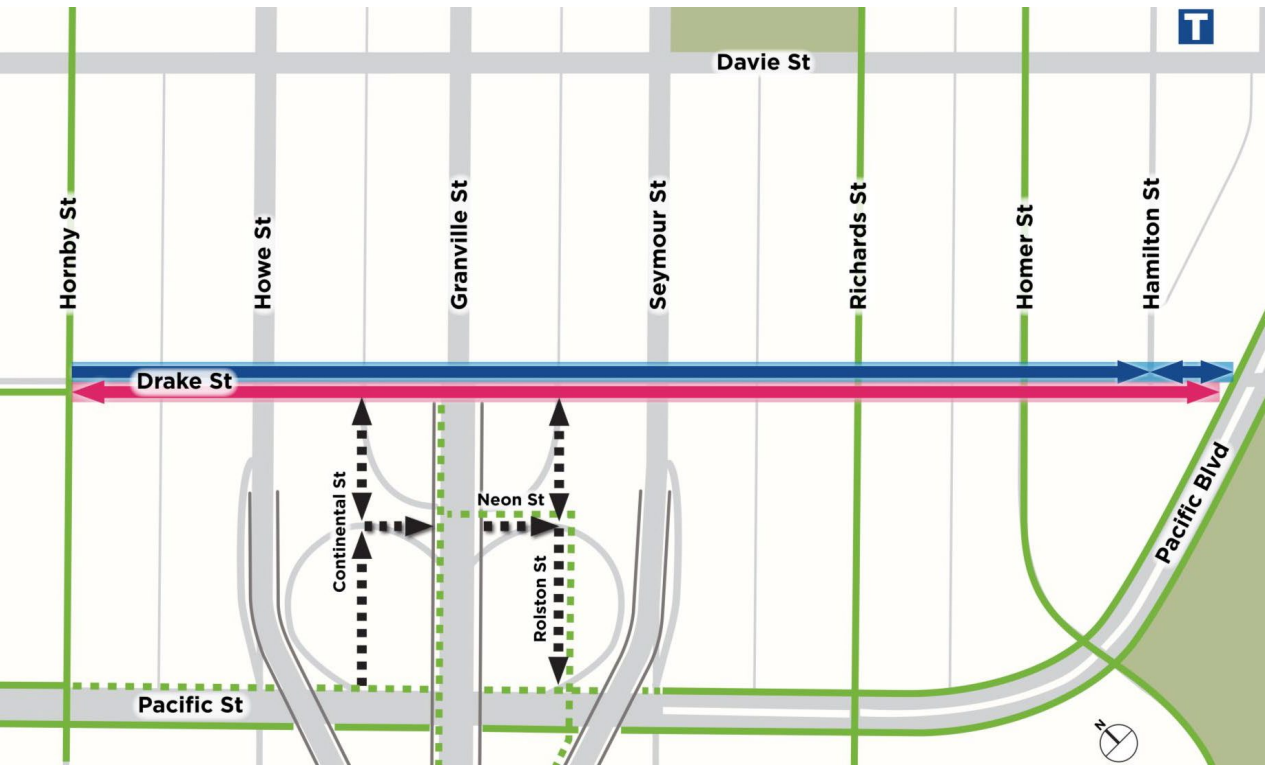 T
Davie St
Hornby St
Howe St
Granville St
Seymour St
Richards St
Homer St
Hamilton St
Drake St
Continental St
Neon St
Rolston St
Pacific Blvd
Pacific St
N